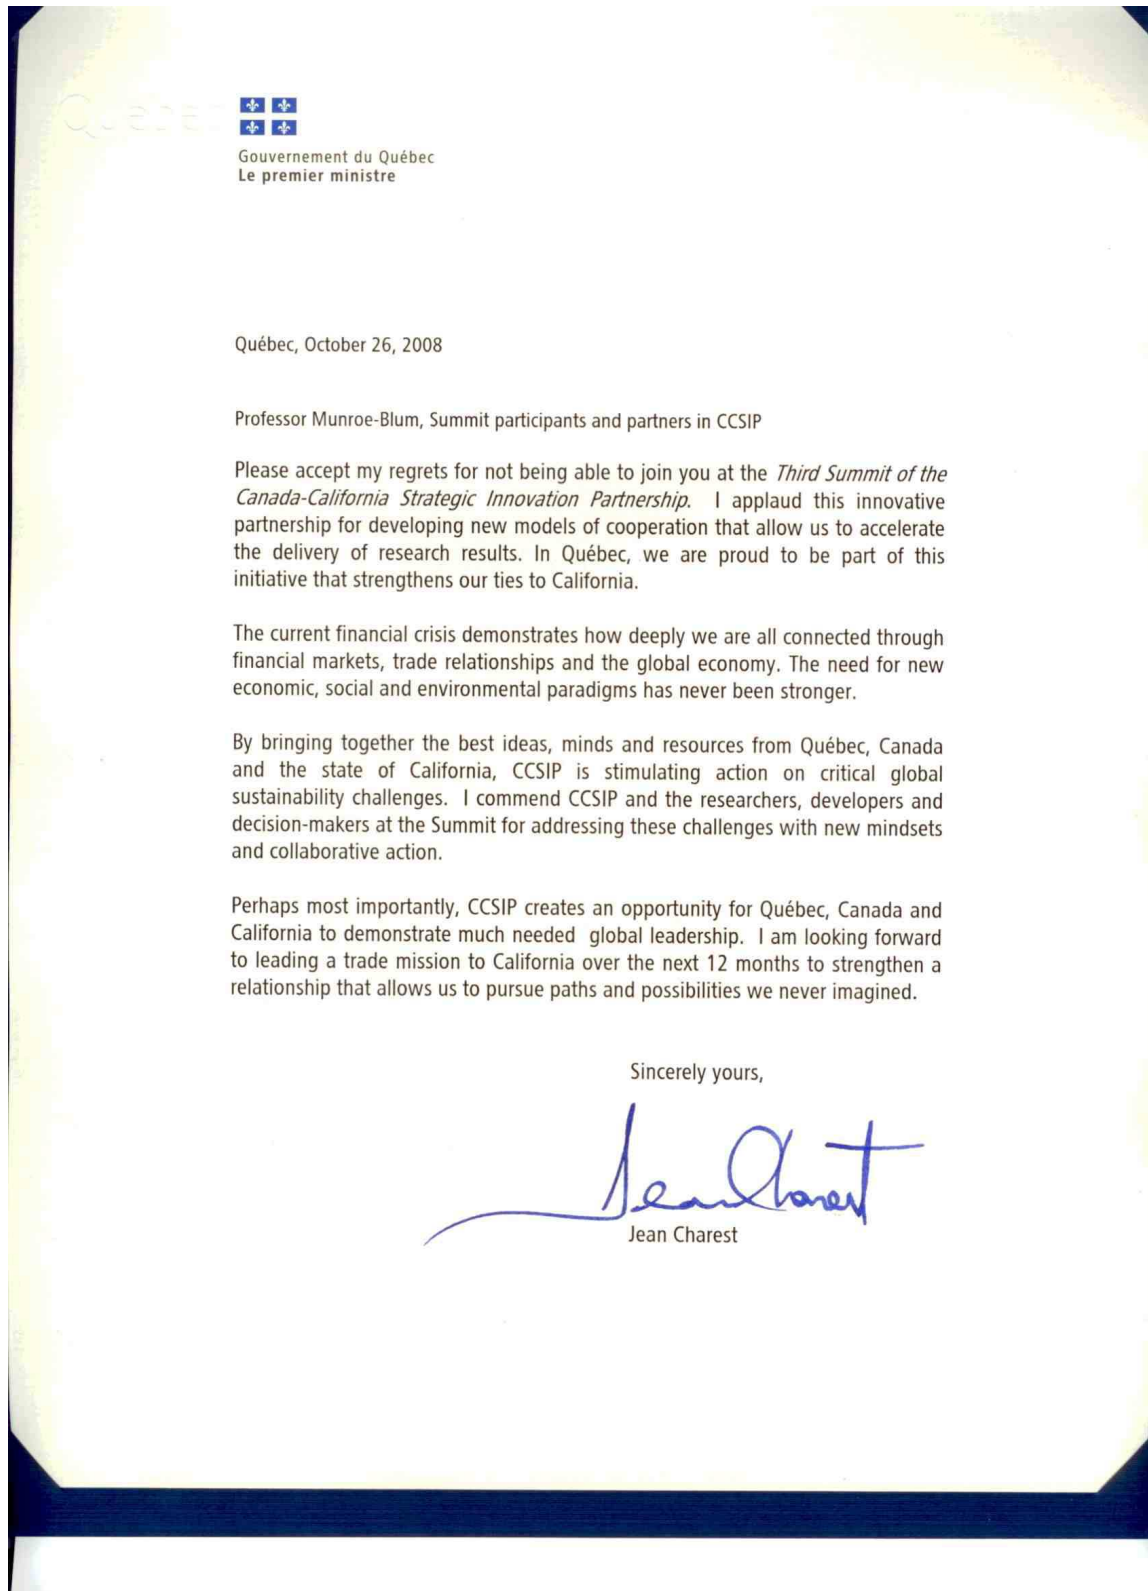 Québec
Gouvernement du Québec
Le premier ministre
Québec, October 26, 2008
Professor Munroe-Blum, Summit participants and partners in CCSIP
Please accept my regrets for not being able to join you at the Third Summit of the
Canada-California Strategic Innovation Partnership. I applaud this innovative
partnership for developing new models of cooperation that allow us to accelerate
the delivery of research results. In Québec, we are proud to be part of this
initiative that strengthens our ties to California.
The current financial crisis demonstrates how deeply we are all connected through
financial markets, trade relationships and the global economy. The need for new
economic, social and environmental paradigms has never been stronger.
By bringing together the best ideas, minds and resources from Québec, Canada
and the state of California, CCSIP is stimulating action on critical global
sustainability challenges. I commend CCSIP and the researchers, developers and
decision-makers at the Summit for addressing these challenges with new mindsets
and collaborative action.
Perhaps most importantly, CCSIP creates an opportunity for Québec, Canada and
California to demonstrate much needed global leadership. I am looking forward
to leading a trade mission to California over the next 12 months to strengthen a
relationship that allows us to pursue paths and possibilities we never imagined.
Sincerely yours,
Jean Charest
Jean Charest